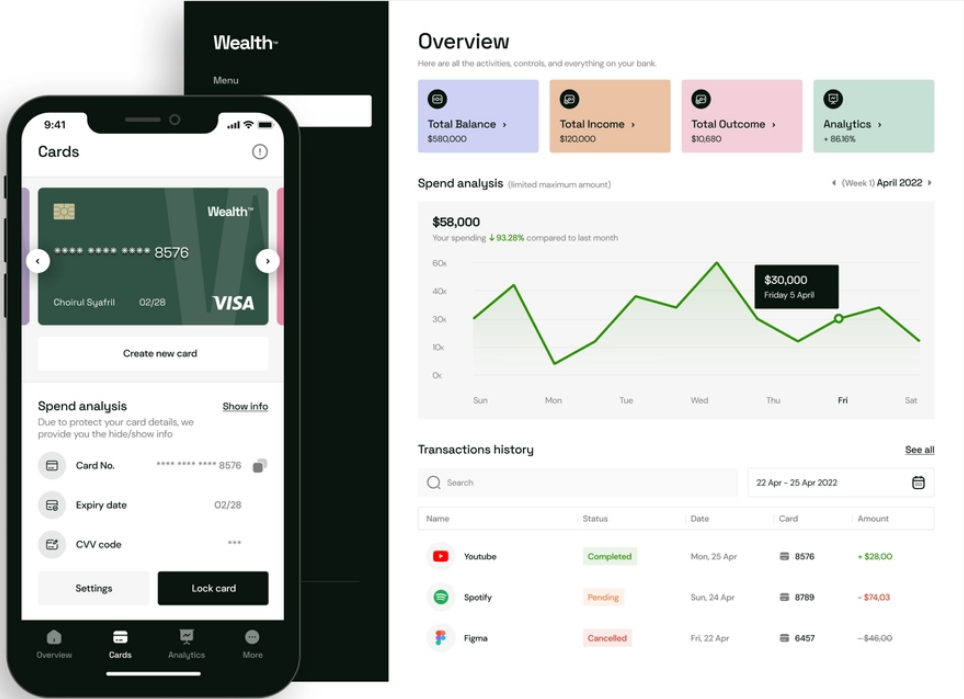 9:41
Cards
Wealth™
**** **** **** 8576
Choirul Syafril 02/28
VISA
Create new card
Spend analysis Show info
Due to protect your card details, we
provide you the hide/show info
Card No. **** **** **** 8576
Expiry date 02/28
CVV code ***
Settings Lock card
Overview Cards Analytics More
Wealth™
Menu
Overview
Here are all the activities, controls, and everything on your bank.
Total Balance › Total Income › Total Outcome › Analytics ›
$580,000 $120,000 $10,680 + 86.16%
Spend analysis (limited maximum amount) (Week 1) April 2022
$58,000
Your spending ↓ 93.28% compared to last month
60K
40K
30K
10K
0K
$30,000
Friday 5 April
Sun Mon Tue Wed Thu Fri Sat
Transactions history See all
Search 22 Apr - 25 Apr 2022
Name Status Date Card Amount
Youtube Completed Mon, 25 Apr 8576 + $28,00
Spotify Pending Sun, 24 Apr 8789 - $74,03
Figma Cancelled Fri, 22 Apr 6457 - $46,00